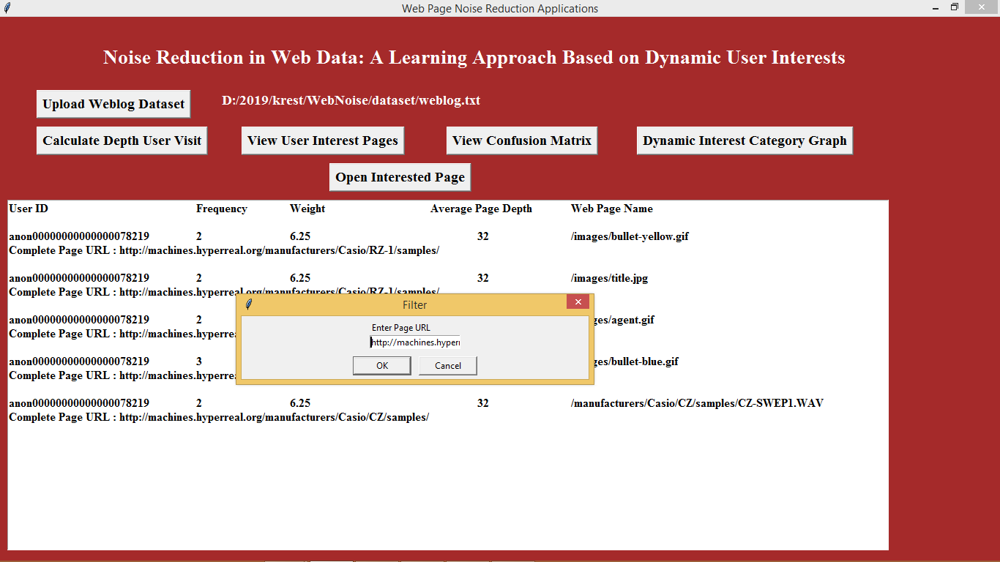 Web Page Noise Reduction Applications
Noise Reduction in Web Data: A Learning Approach Based on Dynamic User Interests
Upload Weblog Dataset D:/2019/krest/WebNoise/dataset/weblog.txt
Calculate Depth User Visit View User Interest Pages View Confusion Matrix Dynamic Interest Category Graph
Open Interested Page
User ID Frequency Weight Average Page Depth Web Page Name
anon00000000000000078219 2 6.25 32 /images/bullet-yellow.gif
Complete Page URL : http://machines.hyperreal.org/manufacturers/Casio/RZ-1/samples/
anon00000000000000078219 2 6.25 32 /images/title.jpg
Complete Page URL : http://machines.hyperreal.org/manufacturers/Casio/RZ-1/samples/
anon00000000000000078219 2 ges/agent.gif
Complete Page URL : http://machines.hyperrea
anon00000000000000078219 3 ges/bullet-blue.gif
Complete Page URL : http://machines.hyperrea
anon00000000000000078219 2 6.25 32 /manufacturers/Casio/CZ/samples/CZ-SWEP1.WAV
Complete Page URL : http://machines.hyperreal.org/manufacturers/Casio/CZ/samples/
Filter
Enter Page URL
http://machines.hyperr
OK Cancel